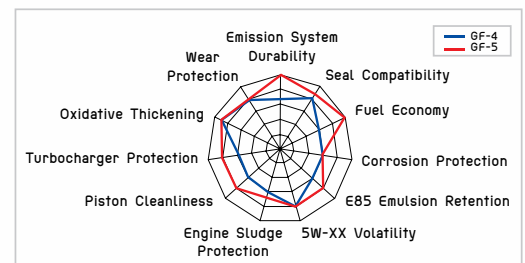 Emission System
Durability
Wear
Protection
Seal Compatibility
Fuel Economy
Oxidative Thickening
Turbocharger Protection
Corrosion Protection
Piston Cleanliness
E85 Emulsion Retention
Engine Sludge
Protection
5W-XX Volatility
GF-4
GF-5